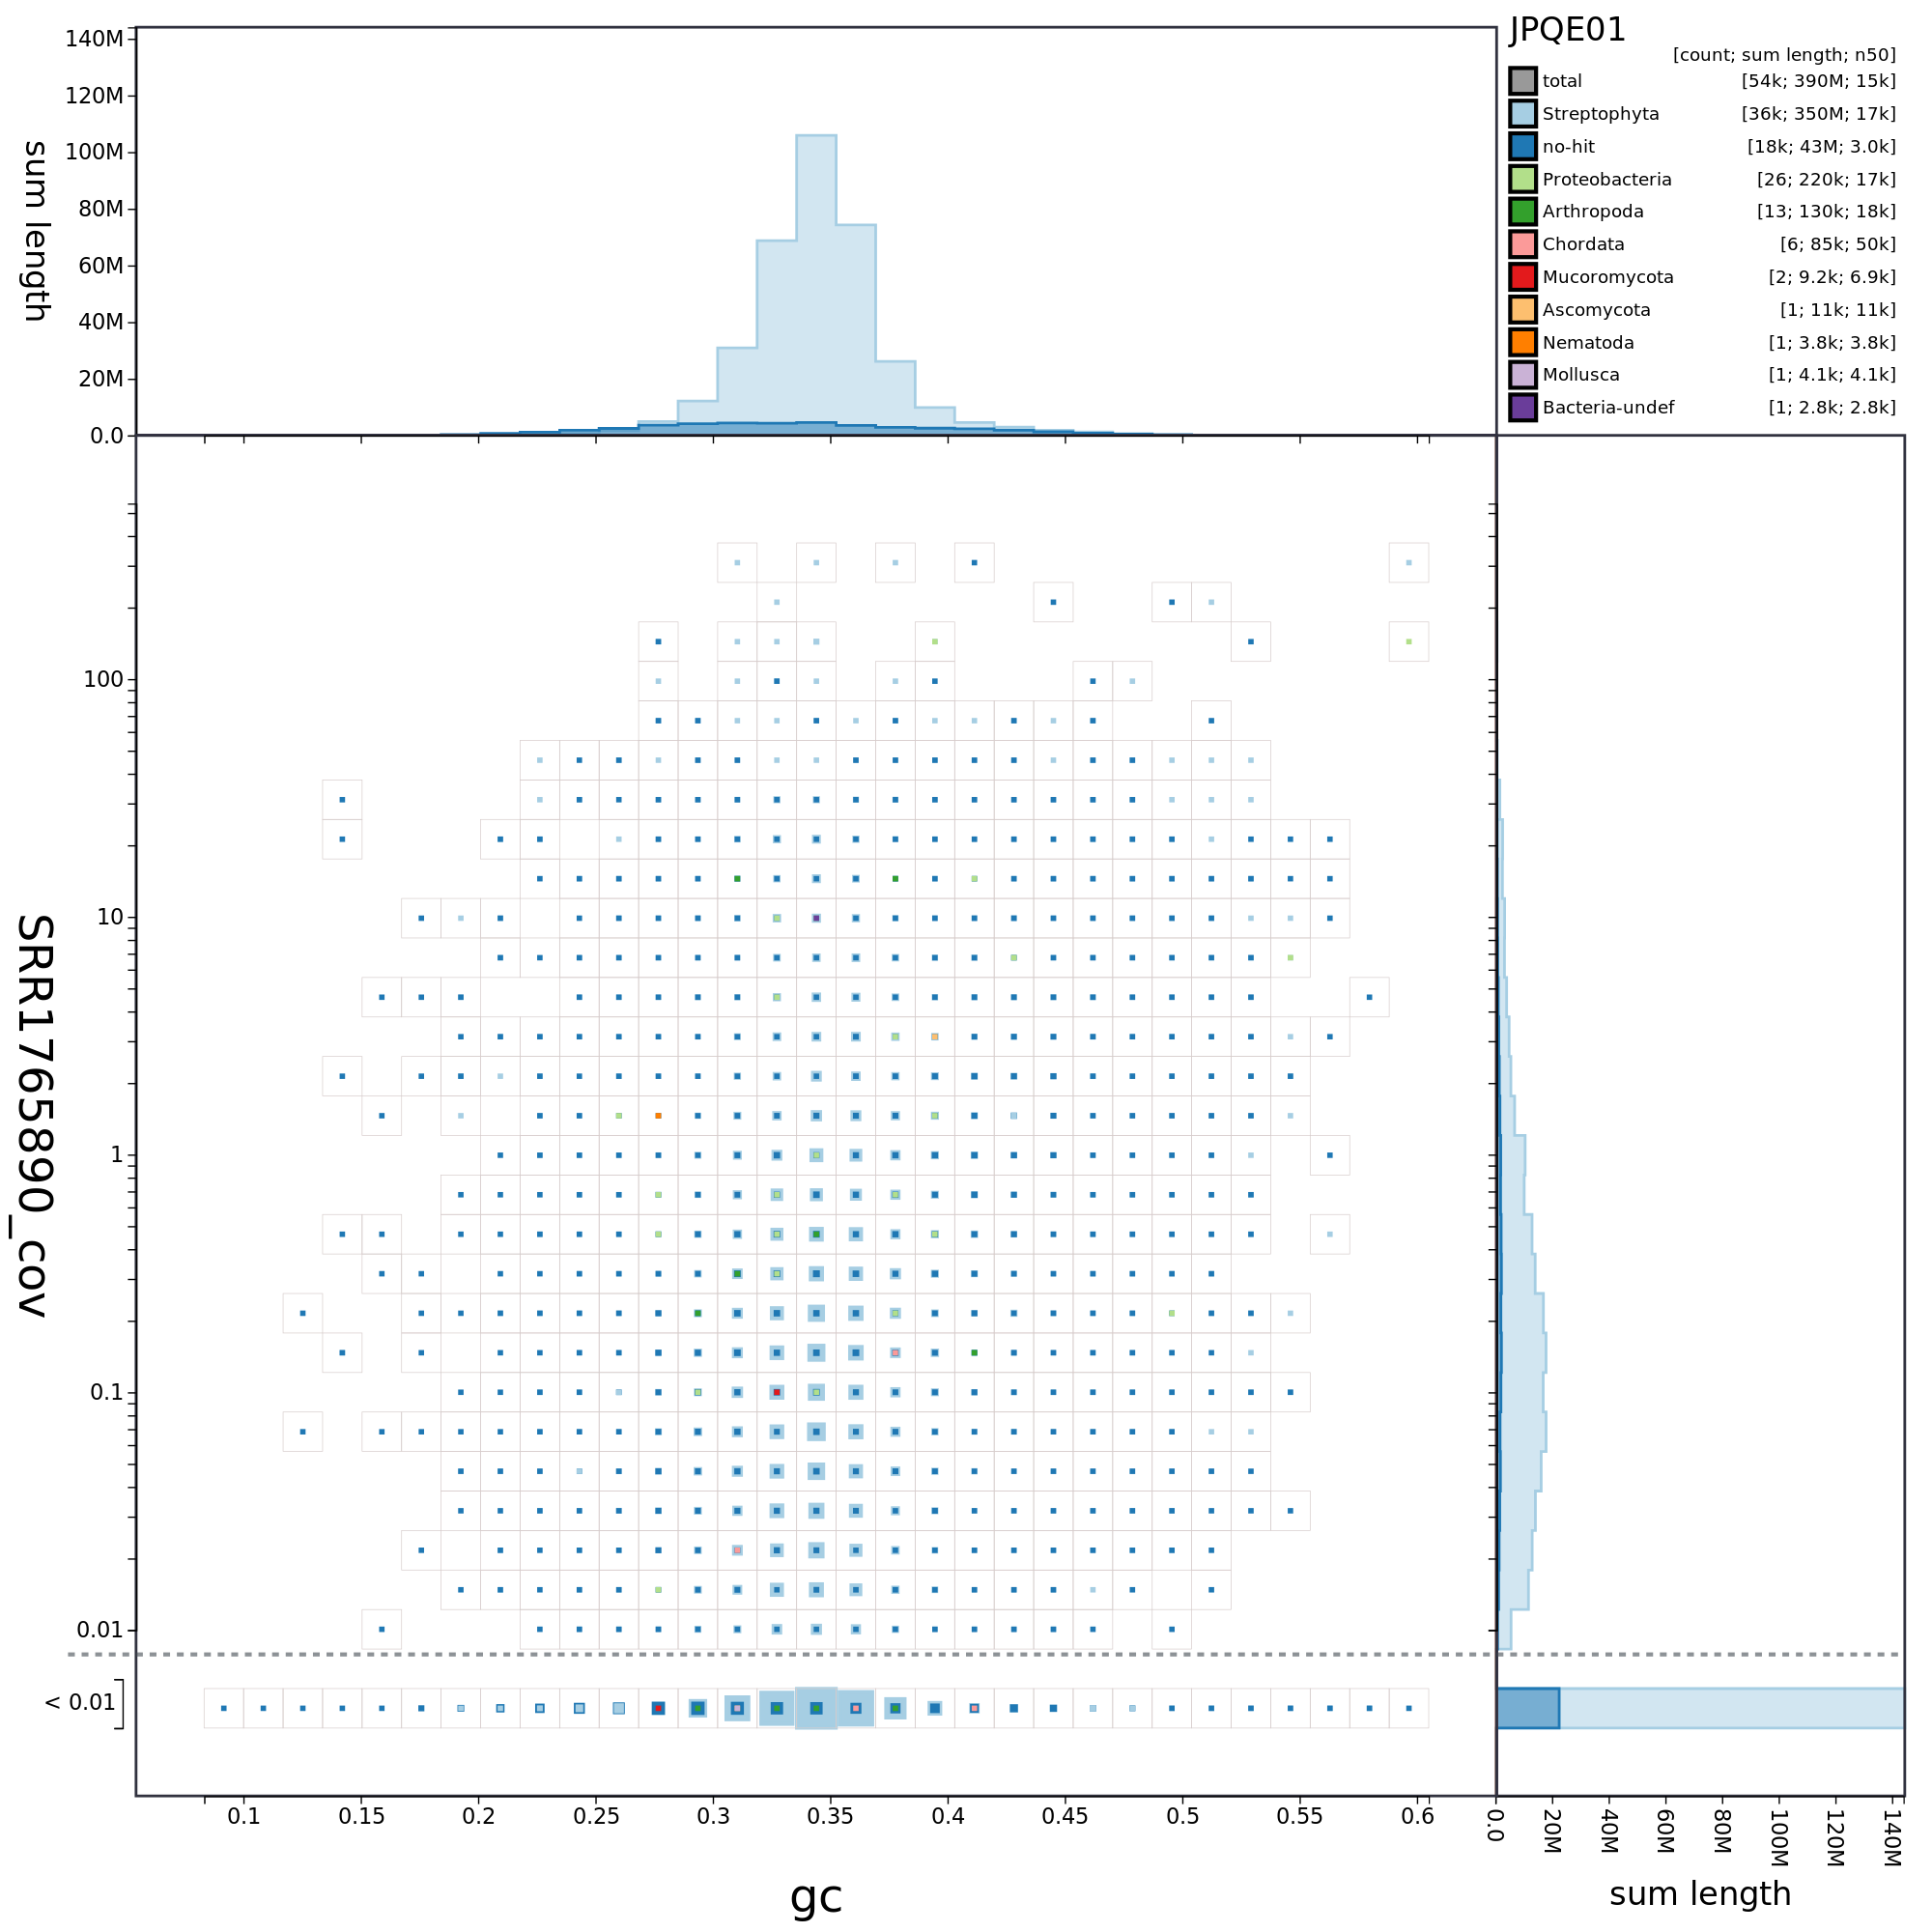 JPQE01
[count; sum length; n50]
total [54k; 390M; 15k]
Streptophyta [36k; 350M; 17k]
no-hit [18k; 43M; 3.0k]
Proteobacteria [26; 220k; 17k]
Arthropoda [13; 130k; 18k]
Chordata [6; 85k; 50k]
Mucoromycota [2; 9.2k; 6.9k]
Ascomycota [1; 11k; 11k]
Nematoda [1; 3.8k; 3.8k]
Mollusca [1; 4.1k; 4.1k]
Bacteria-undef [1; 2.8k; 2.8k]
sum length
140M
120M
100M
80M
60M
40M
20M
0.0
SRR1765890_cov
100
10
1
0.1
0.01
< 0.01
0.1 0.15 0.2 0.25 0.3 0.35 0.4 0.45 0.5 0.55 0.6
gc
0.0 20M 40M 60M 80M 100M 120M 140M
sum length